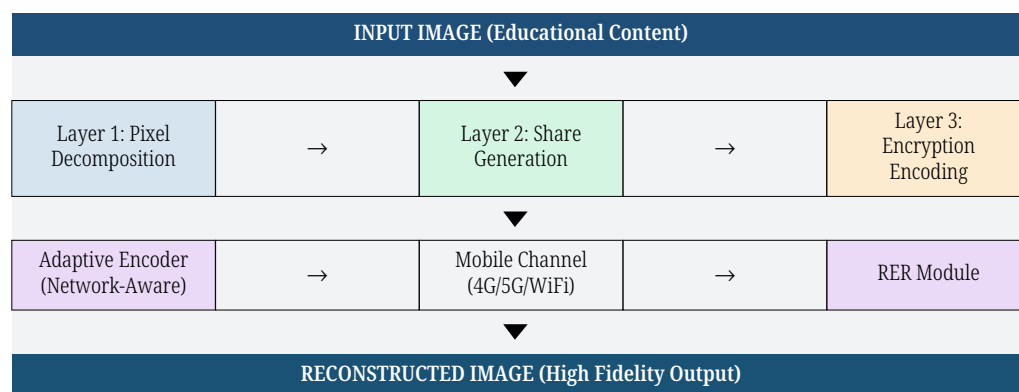 INPUT IMAGE (Educational Content)
▼
Layer 1: Pixel
Decomposition
→
Layer 2: Share
Generation
→
Layer 3:
Encryption
Encoding
▼
Adaptive Encoder
(Network-Aware)
→
Mobile Channel
(4G/5G/WiFi)
→
RER Module
▼
RECONSTRUCTED IMAGE (High Fidelity Output)